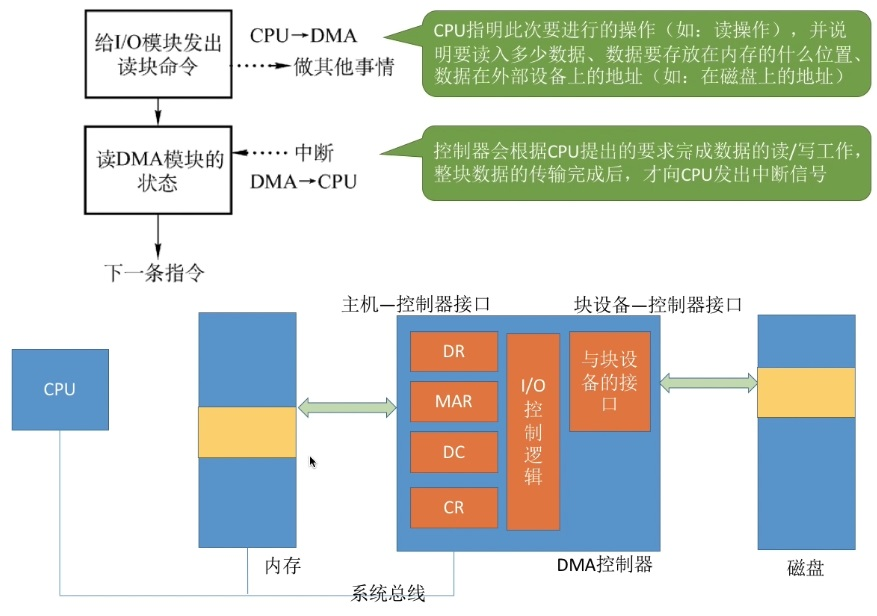 给I/O模块发出
读块命令
CPU→DMA
做其他事情
CPU指明此次要进行的操作（如：读操作），并说
明要读入多少数据、数据要存放在内存的什么位置、
数据在外部设备上的地址（如：在磁盘上的地址）
读DMA模块的
状态
中断
DMA→CPU
控制器会根据CPU提出的要求完成数据的读/写工作，
整块数据的传输完成后，才向CPU发出中断信号
下一条指令
主机—控制器接口
块设备—控制器接口
CPU
DR
MAR
DC
CR
I/O
控
制
逻
辑
与块设
备的接
口
内存
DMA控制器
磁盘
系统总线